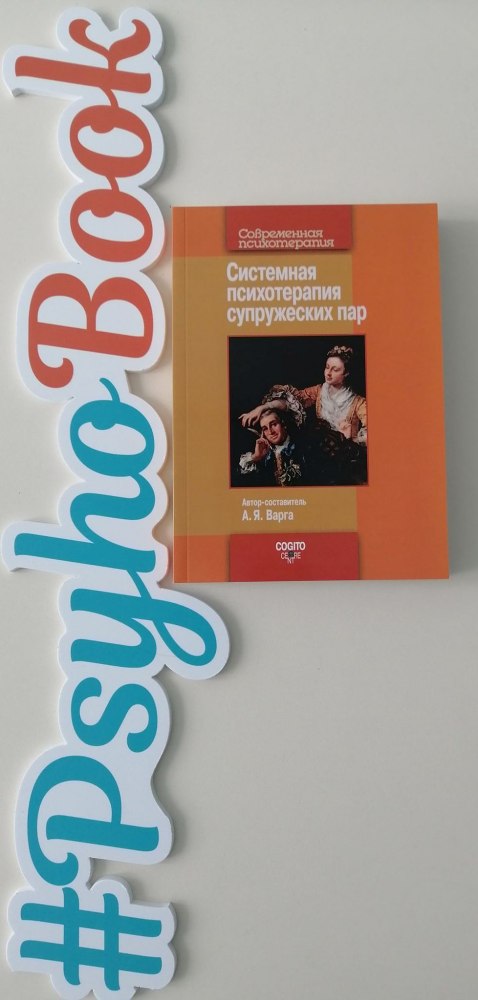 #PsyhoBook
Современная
психотерапия
Системная
психотерапия
супружеских пар
Автор-составитель
А. Я. Варга
COGITO
CENTRE